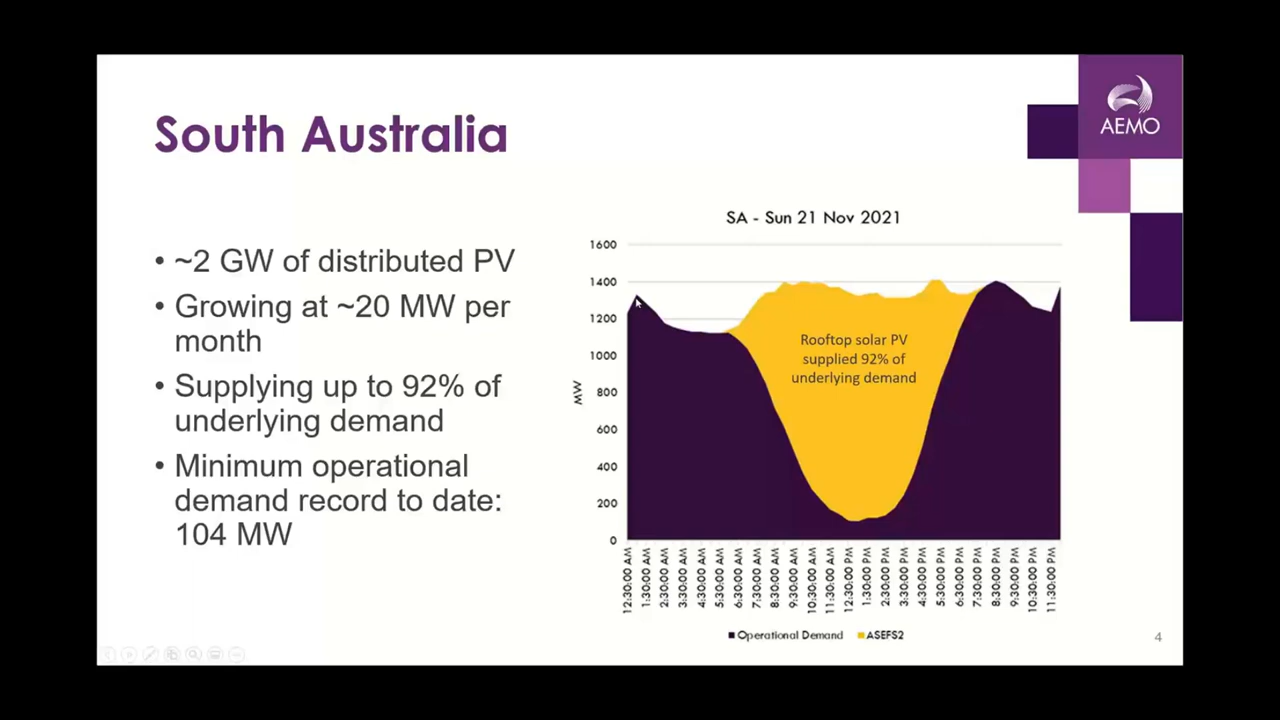 AEMO
South Australia
• ~2 GW of distributed PV
• Growing at ~20 MW per
month
• Supplying up to 92% of
underlying demand
• Minimum operational
demand record to date:
104 MW
SA - Sun 21 Nov 2021
1600
1400
1200
1000
800
600
400
200
0
MW
Rooftop solar PV
supplied 92% of
underlying demand
12:30:00 AM
1:30:00 AM
2:30:00 AM
3:30:00 AM
4:30:00 AM
5:30:00 AM
6:30:00 AM
7:30:00 AM
8:30:00 AM
9:30:00 AM
10:30:00 AM
11:30:00 AM
12:30:00 PM
1:30:00 PM
2:30:00 PM
3:30:00 PM
4:30:00 PM
5:30:00 PM
6:30:00 PM
7:30:00 PM
8:30:00 PM
9:30:00 PM
10:30:00 PM
11:30:00 PM
Operational Demand ASEFS2
4